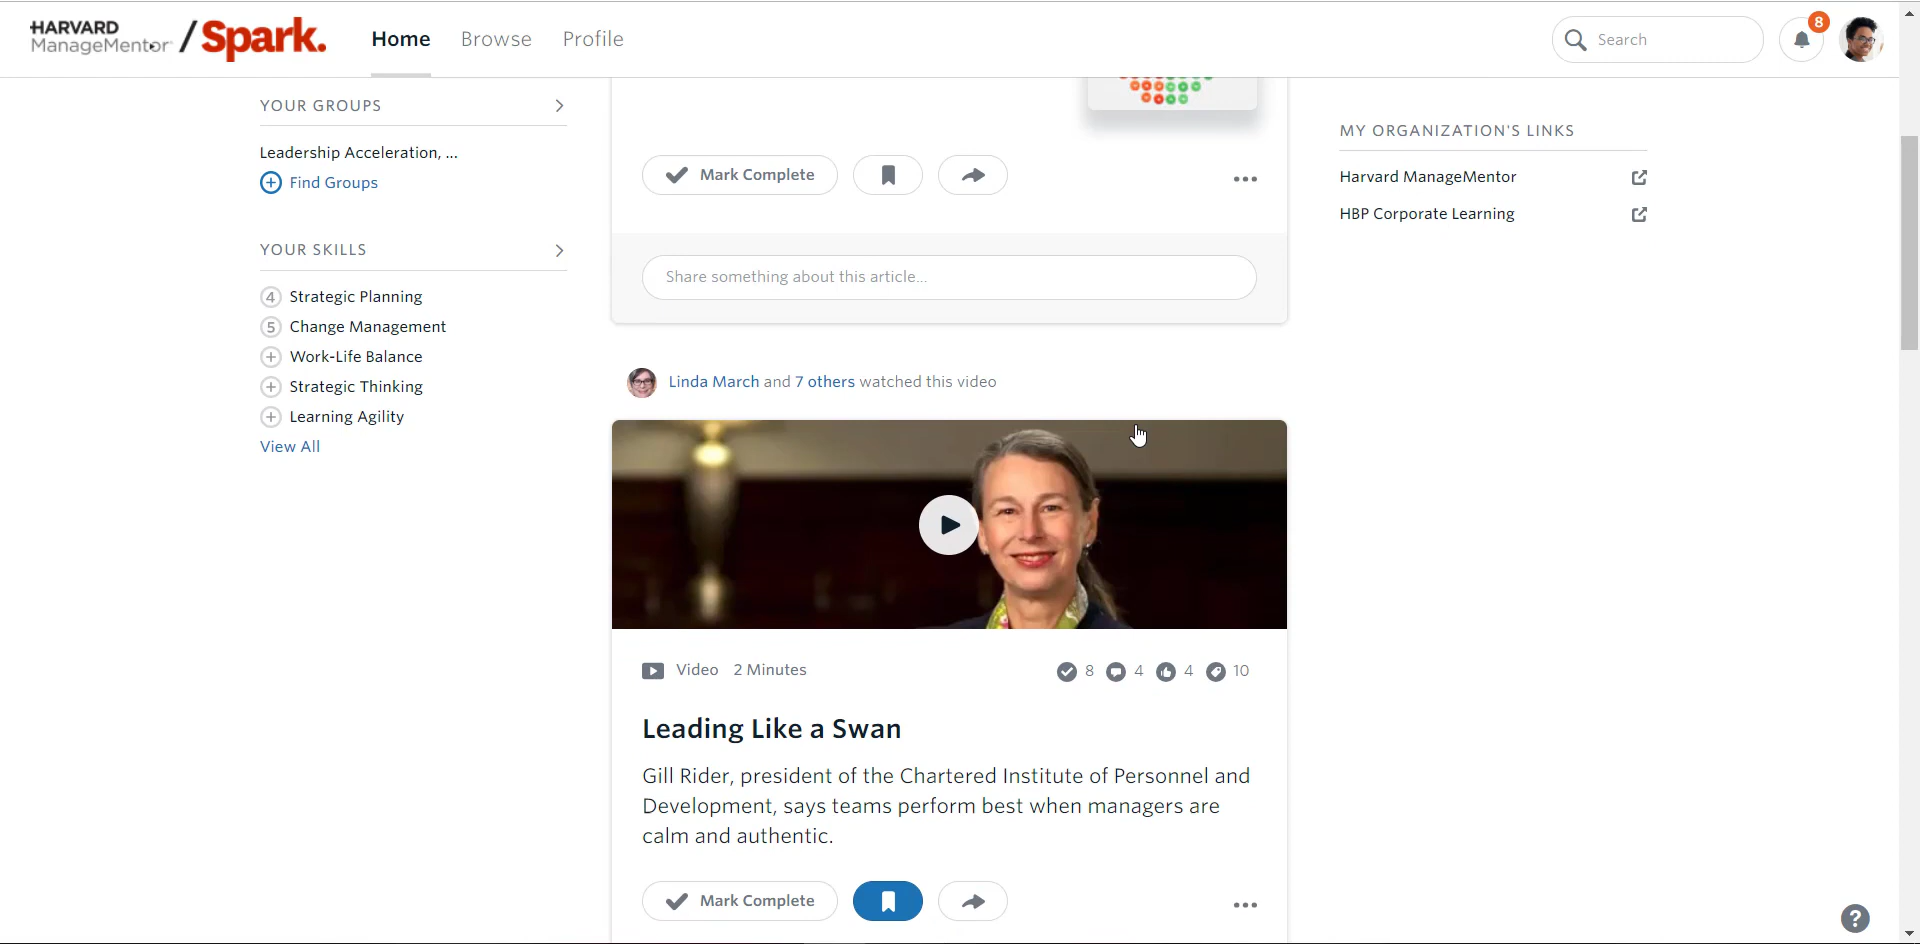 HARVARD
ManageMentor / Spark.
Home
Browse
Profile
Search
8
YOUR GROUPS
Leadership Acceleration, ...
Find Groups
YOUR SKILLS
4 Strategic Planning
5 Change Management
Work-Life Balance
Strategic Thinking
Learning Agility
View All
Mark Complete
Share something about this article...
Linda March and 7 others watched this video
Video 2 Minutes
8 4 4 10
Leading Like a Swan
Gill Rider, president of the Chartered Institute of Personnel and
Development, says teams perform best when managers are
calm and authentic.
Mark Complete
MY ORGANIZATION'S LINKS
Harvard ManageMentor
HBP Corporate Learning
?